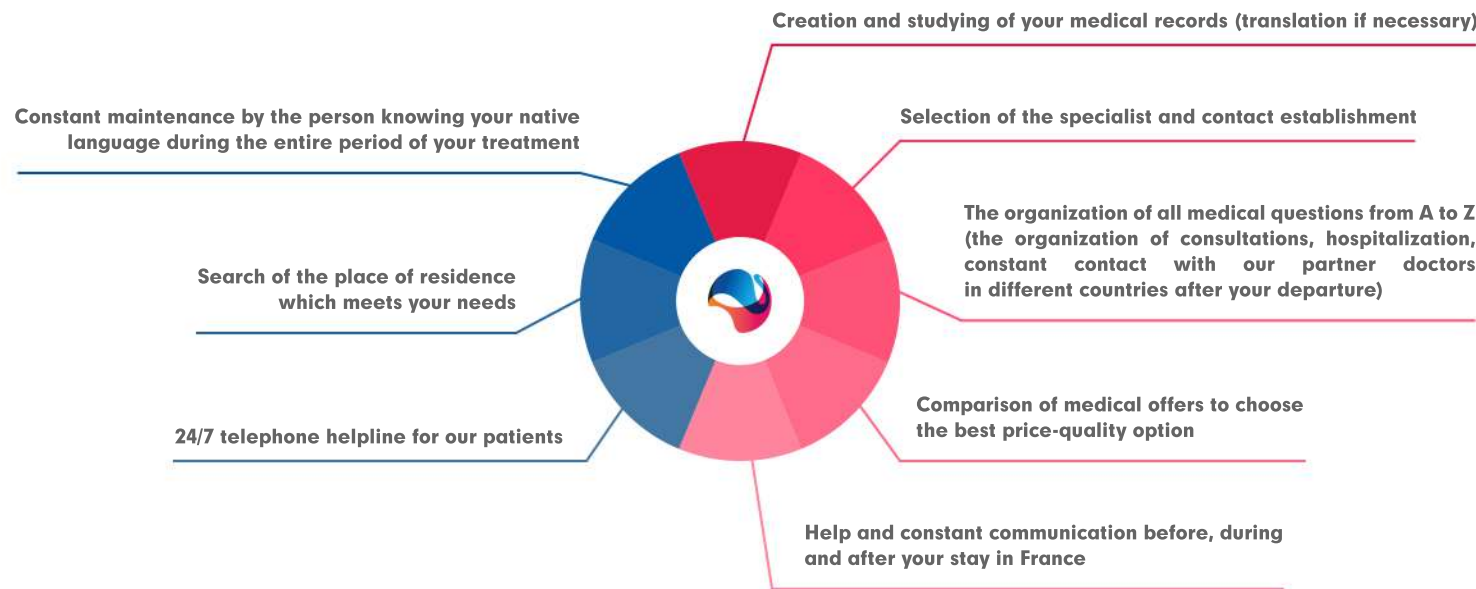 Creation and studying of your medical records (translation if necessary)
Selection of the specialist and contact establishment
The organization of all medical questions from A to Z
(the organization of consultations, hospitalization,
constant contact with our partner doctors
in different countries after your departure)
Comparison of medical offers to choose
the best price-quality option
Help and constant communication before, during
and after your stay in France
24/7 telephone helpline for our patients
Search of the place of residence
which meets your needs
Constant maintenance by the person knowing your native
language during the entire period of your treatment